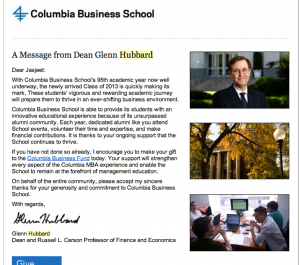 Columbia Business School
A Message from Dean Glenn Hubbard
Dear Jasjeet:
With Columbia Business School's 95th academic year now well
underway, the newly arrived Class of 2013 is quickly making its
mark. These students' vigorous and rewarding academic journey
will prepare them to thrive in an ever-shifting business environment.
Columbia Business School is able to provide its students with an
innovative educational experience because of its unsurpassed
alumni community. Each year, dedicated alumni like you attend
School events, volunteer their time and expertise, and make
financial contributions. It is thanks to your ongoing support that the
School continues to thrive.
If you have not done so already, I encourage you to make your gift
to the Columbia Business Fund today. Your support will strengthen
every aspect of the Columbia MBA experience and enable the
School to remain at the forefront of management education.
On behalf of the entire community, please accept my sincere
thanks for your generosity and commitment to Columbia Business
School.
With regards,
Glenn Hubbard
Glenn Hubbard
Dean and Russell L. Carson Professor of Finance and Economics
Give